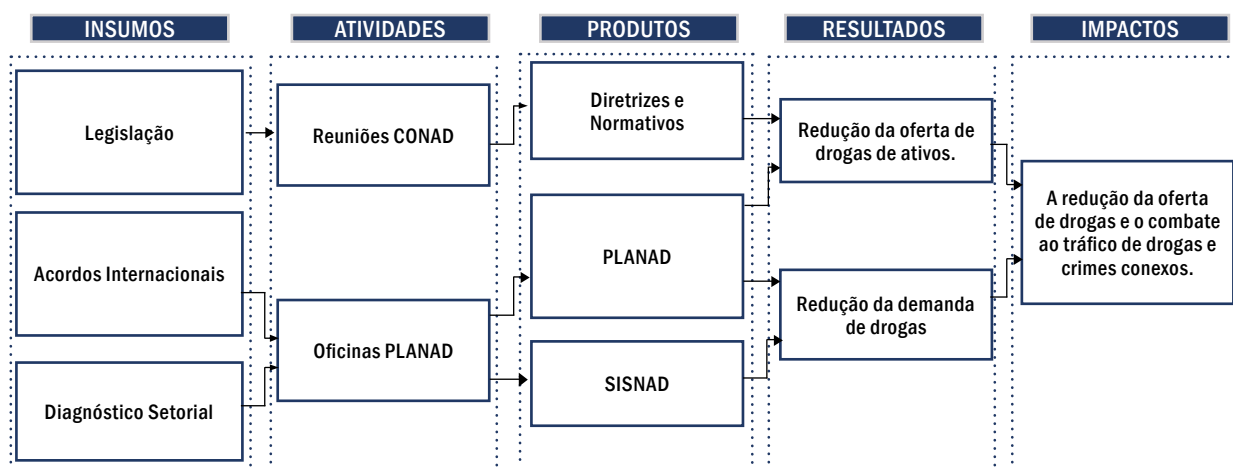 INSUMOS
ATIVIDADES
PRODUTOS
RESULTADOS
IMPACTOS
Legislação
Acordos Internacionais
Diagnóstico Setorial
Reuniões CONAD
Oficinas PLANAD
Diretrizes e
Normativos
PLANAD
SISNAD
Redução da oferta de
drogas de ativos.
Redução da demanda
de drogas
A redução da oferta
de drogas e o combate
ao tráfico de drogas e
crimes conexos.